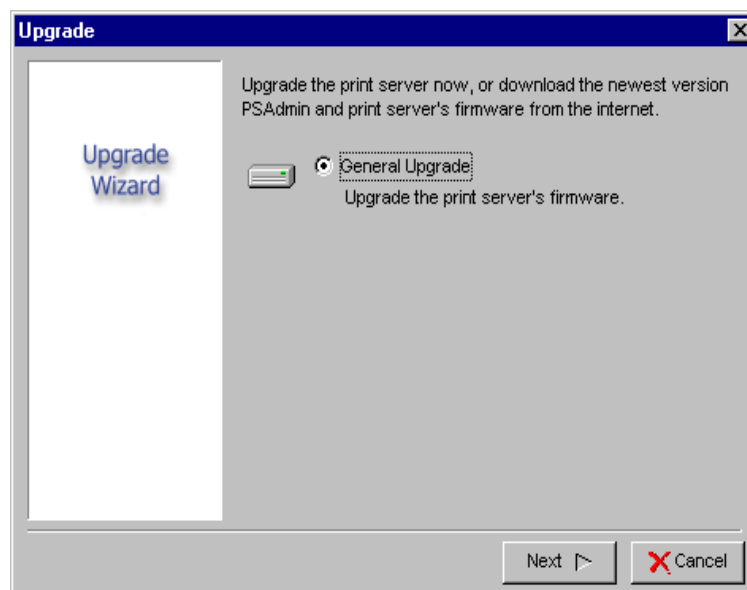 Upgrade
Upgrade the print server now, or download the newest version
PSAdmin and print server's firmware from the internet.
Upgrade
Wizard
General Upgrade
Upgrade the print server's firmware.
Next
Cancel